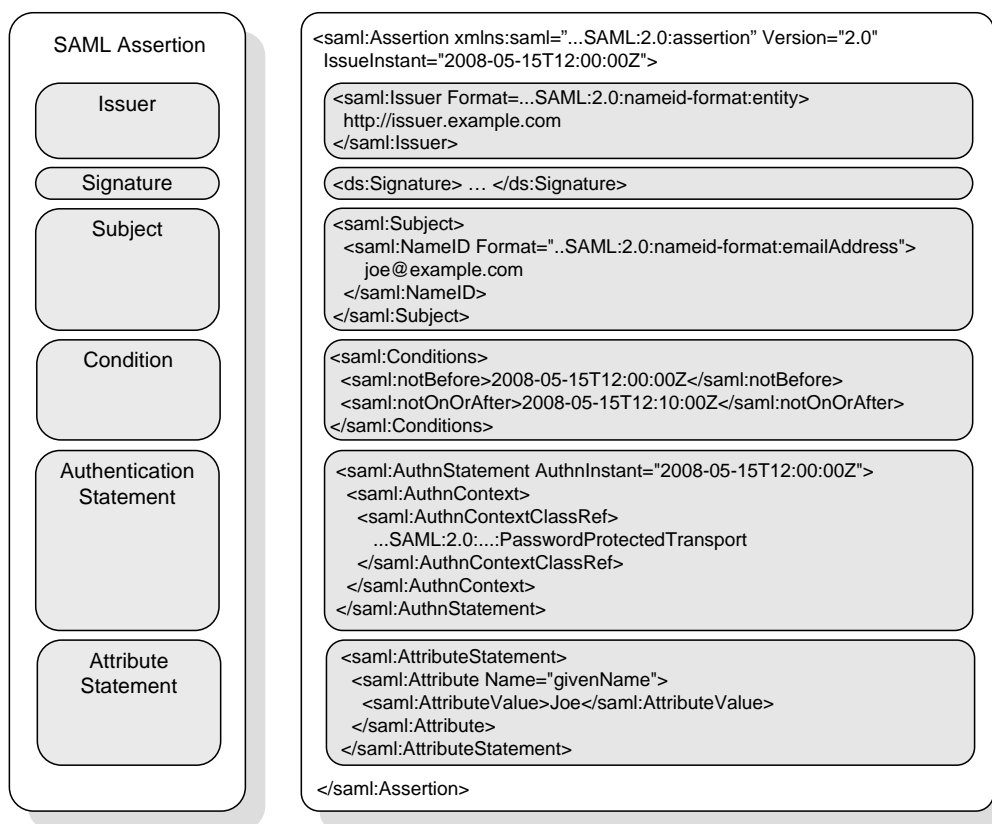 SAML Assertion
Issuer
Signature
Subject
Condition
Authentication
Statement
Attribute
Statement
<saml:Assertion xmlns:saml=”...SAML:2.0:assertion” Version="2.0"
IssueInstant="2008-05-15T12:00:00Z">
<saml:Issuer Format=...SAML:2.0:nameid-format:entity>
http://issuer.example.com
</saml:Issuer>
<ds:Signature> … </ds:Signature>
<saml:Subject>
<saml:NameID Format="..SAML:2.0:nameid-format:emailAddress">
joe@example.com
</saml:NameID>
</saml:Subject>
<saml:Conditions>
<saml:notBefore>2008-05-15T12:00:00Z</saml:notBefore>
<saml:notOnOrAfter>2008-05-15T12:10:00Z</saml:notOnOrAfter>
</saml:Conditions>
<saml:AuthnStatement AuthnInstant="2008-05-15T12:00:00Z">
<saml:AuthnContext>
<saml:AuthnContextClassRef>
...SAML:2.0:...:PasswordProtectedTransport
</saml:AuthnContextClassRef>
</saml:AuthnContext>
</saml:AuthnStatement>
<saml:AttributeStatement>
<saml:Attribute Name="givenName">
<saml:AttributeValue>Joe</saml:AttributeValue>
</saml:Attribute>
</saml:AttributeStatement>
</saml:Assertion>